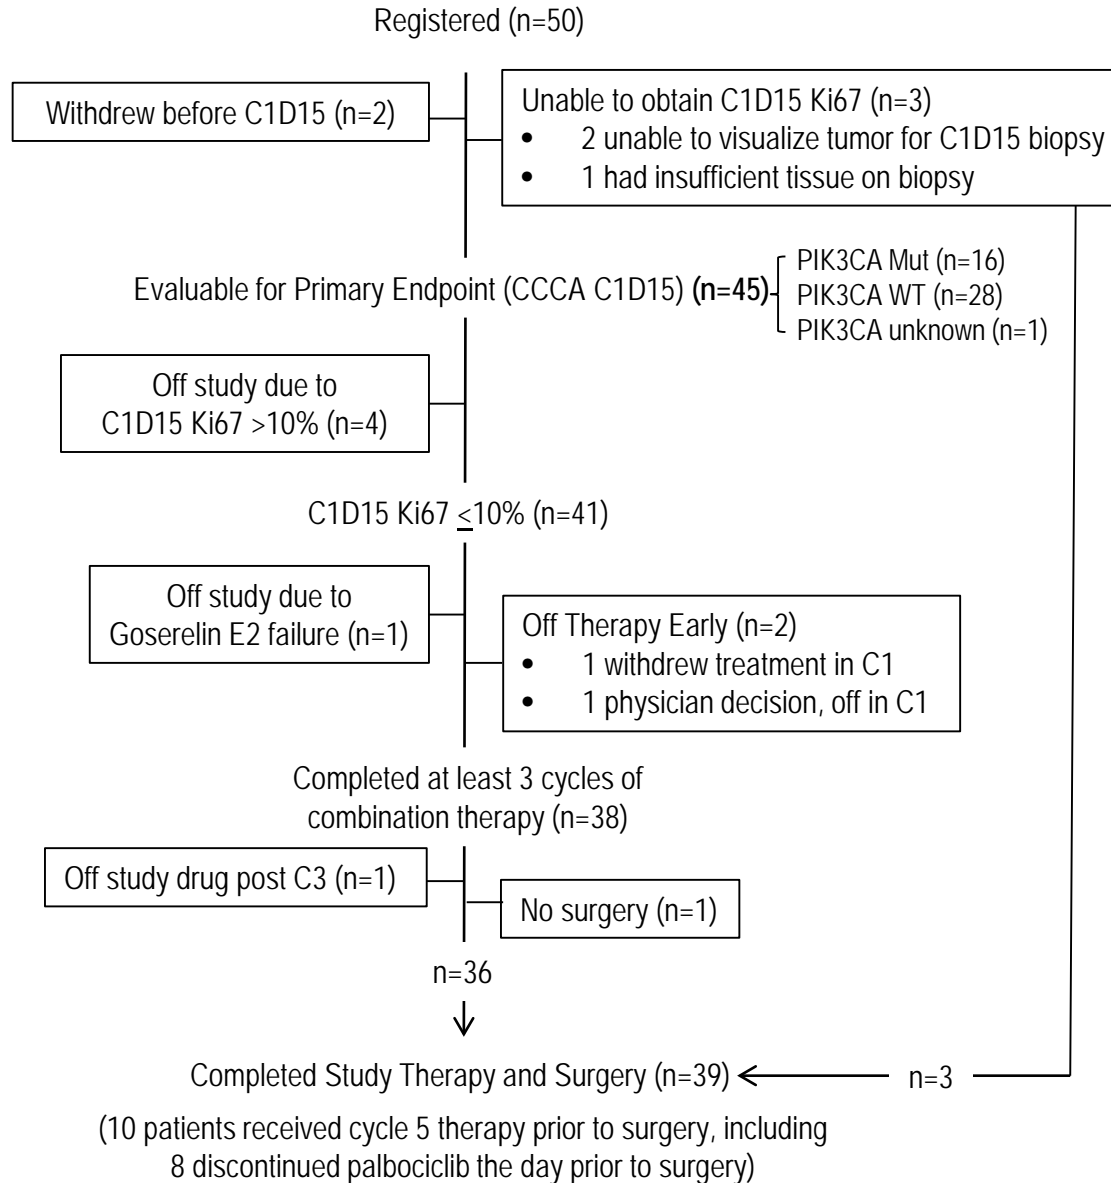 Registered (n=50)
Withdrew before C1D15 (n=2)
Unable to obtain C1D15 Ki67 (n=3)
• 2 unable to visualize tumor for C1D15 biopsy
• 1 had insufficient tissue on biopsy
Evaluable for Primary Endpoint (CCCA C1D15) (n=45)
PIK3CA Mut (n=16)
PIK3CA WT (n=28)
PIK3CA unknown (n=1)
Off study due to
C1D15 Ki67 >10% (n=4)
C1D15 Ki67 ≤10% (n=41)
Off study due to
Goserelin E2 failure (n=1)
Off Therapy Early (n=2)
• 1 withdrew treatment in C1
• 1 physician decision, off in C1
Completed at least 3 cycles of
combination therapy (n=38)
Off study drug post C3 (n=1)
No surgery (n=1)
n=36
Completed Study Therapy and Surgery (n=39)
n=3
(10 patients received cycle 5 therapy prior to surgery, including
8 discontinued palbociclib the day prior to surgery)